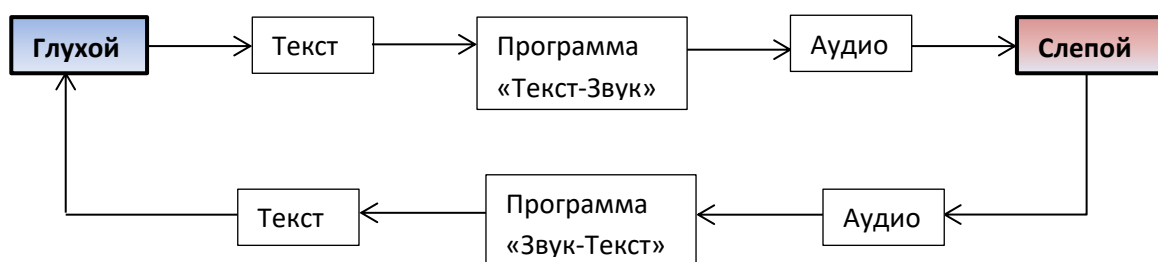 Глухой
Текст
Программа
«Текст-Звук»
Аудио
Слепой
Текст
Программа
«Звук-Текст»
Аудио